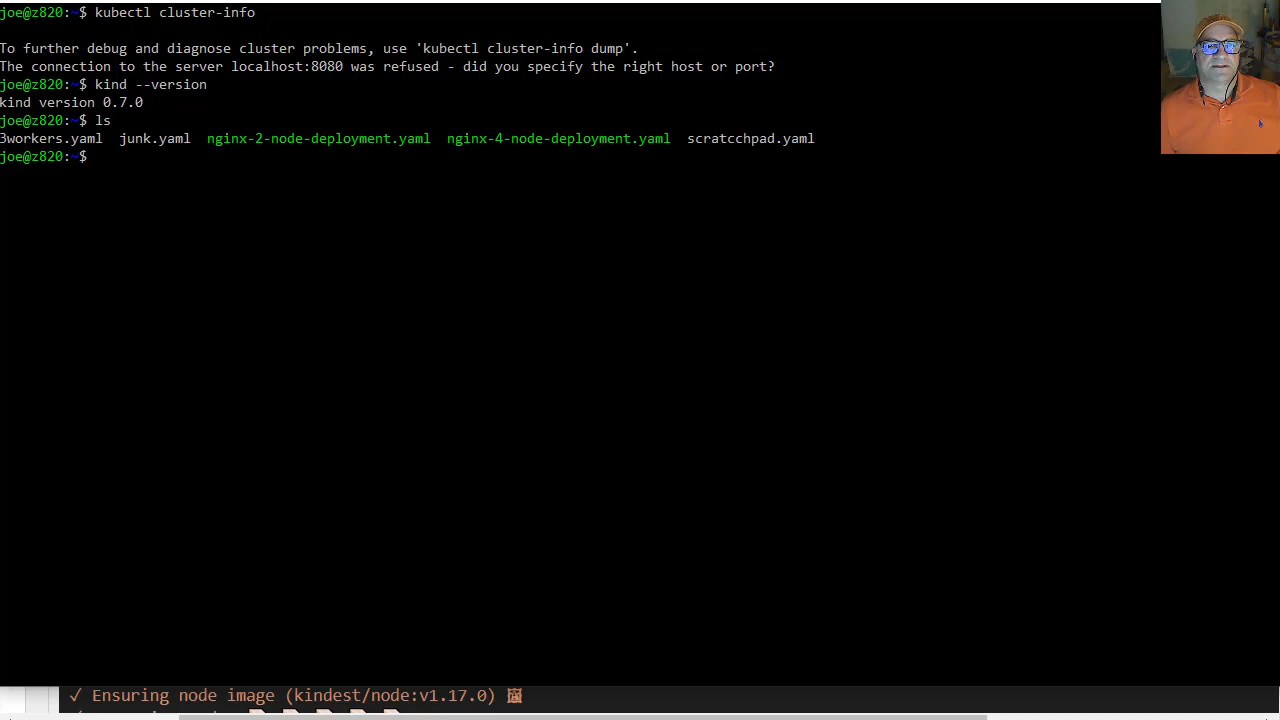 joe@z820:~$ kubectl cluster-info
To further debug and diagnose cluster problems, use 'kubectl cluster-info dump'.
The connection to the server localhost:8080 was refused - did you specify the right host or port?
joe@z820:~$ kind --version
kind version 0.7.0
joe@z820:~$ ls
3workers.yaml  junk.yaml  nginx-2-node-deployment.yaml  nginx-4-node-deployment.yaml  scratcchpad.yaml
joe@z820:~$
✓ Ensuring node image (kindest/node:v1.17.0) 🖼